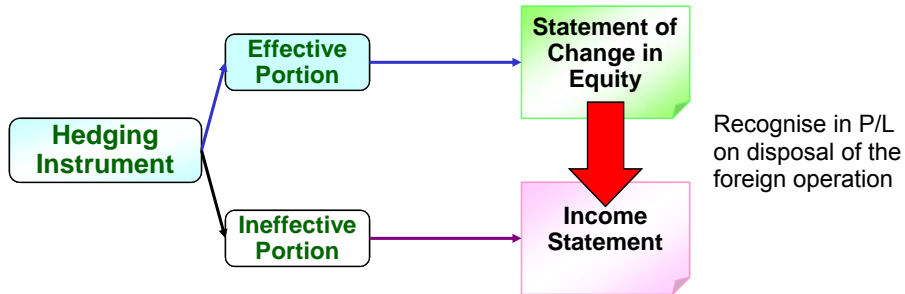 Effective
Portion
Statement of
Change in
Equity
Hedging
Instrument
Recognise in P/L
on disposal of the
foreign operation
Ineffective
Portion
Income
Statement